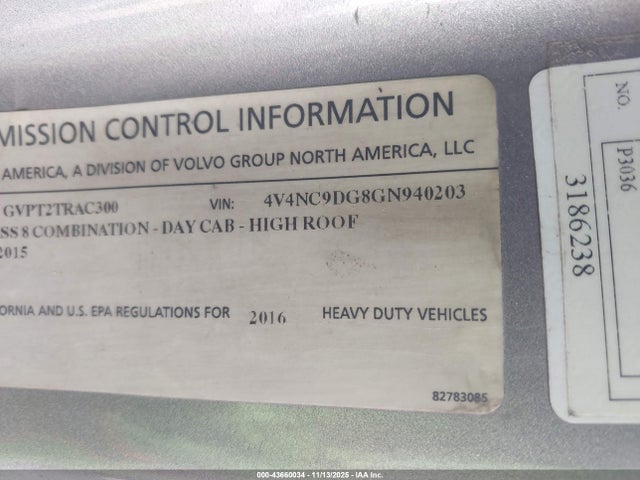 MISSION CONTROL INFORMATION
AMERICA, A DIVISION OF VOLVO GROUP NORTH AMERICA, LLC
GVPT2TRAC300 VIN: 4V4NC9DG8GN940203
SS 8 COMBINATION - DAY CAB - HIGH ROOF
2015
ORNIA AND U.S. EPA REGULATIONS FOR 2016 HEAVY DUTY VEHICLES
82783085
NO.
P3036
3186238
000-43660034 - 11/13/2025 - IAA Inc.